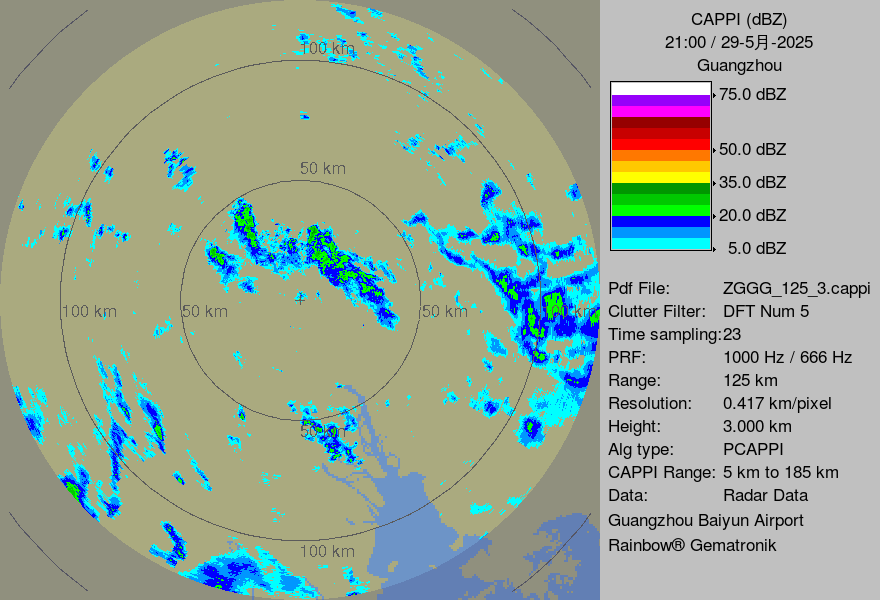 100 km
50 km
100 km
50 km
50 km
km
50 km
100 km
CAPPI (dBZ)
21:00 / 29-5月-2025
Guangzhou
75.0 dBZ
50.0 dBZ
35.0 dBZ
20.0 dBZ
5.0 dBZ
Pdf File: ZGGG_125_3.cappi
Clutter Filter: DFT Num 5
Time sampling:23
PRF: 1000 Hz / 666 Hz
Range: 125 km
Resolution: 0.417 km/pixel
Height: 3.000 km
Alg type: PCAPPI
CAPPI Range: 5 km to 185 km
Data: Radar Data
Guangzhou Baiyun Airport
Rainbow® Gematronik